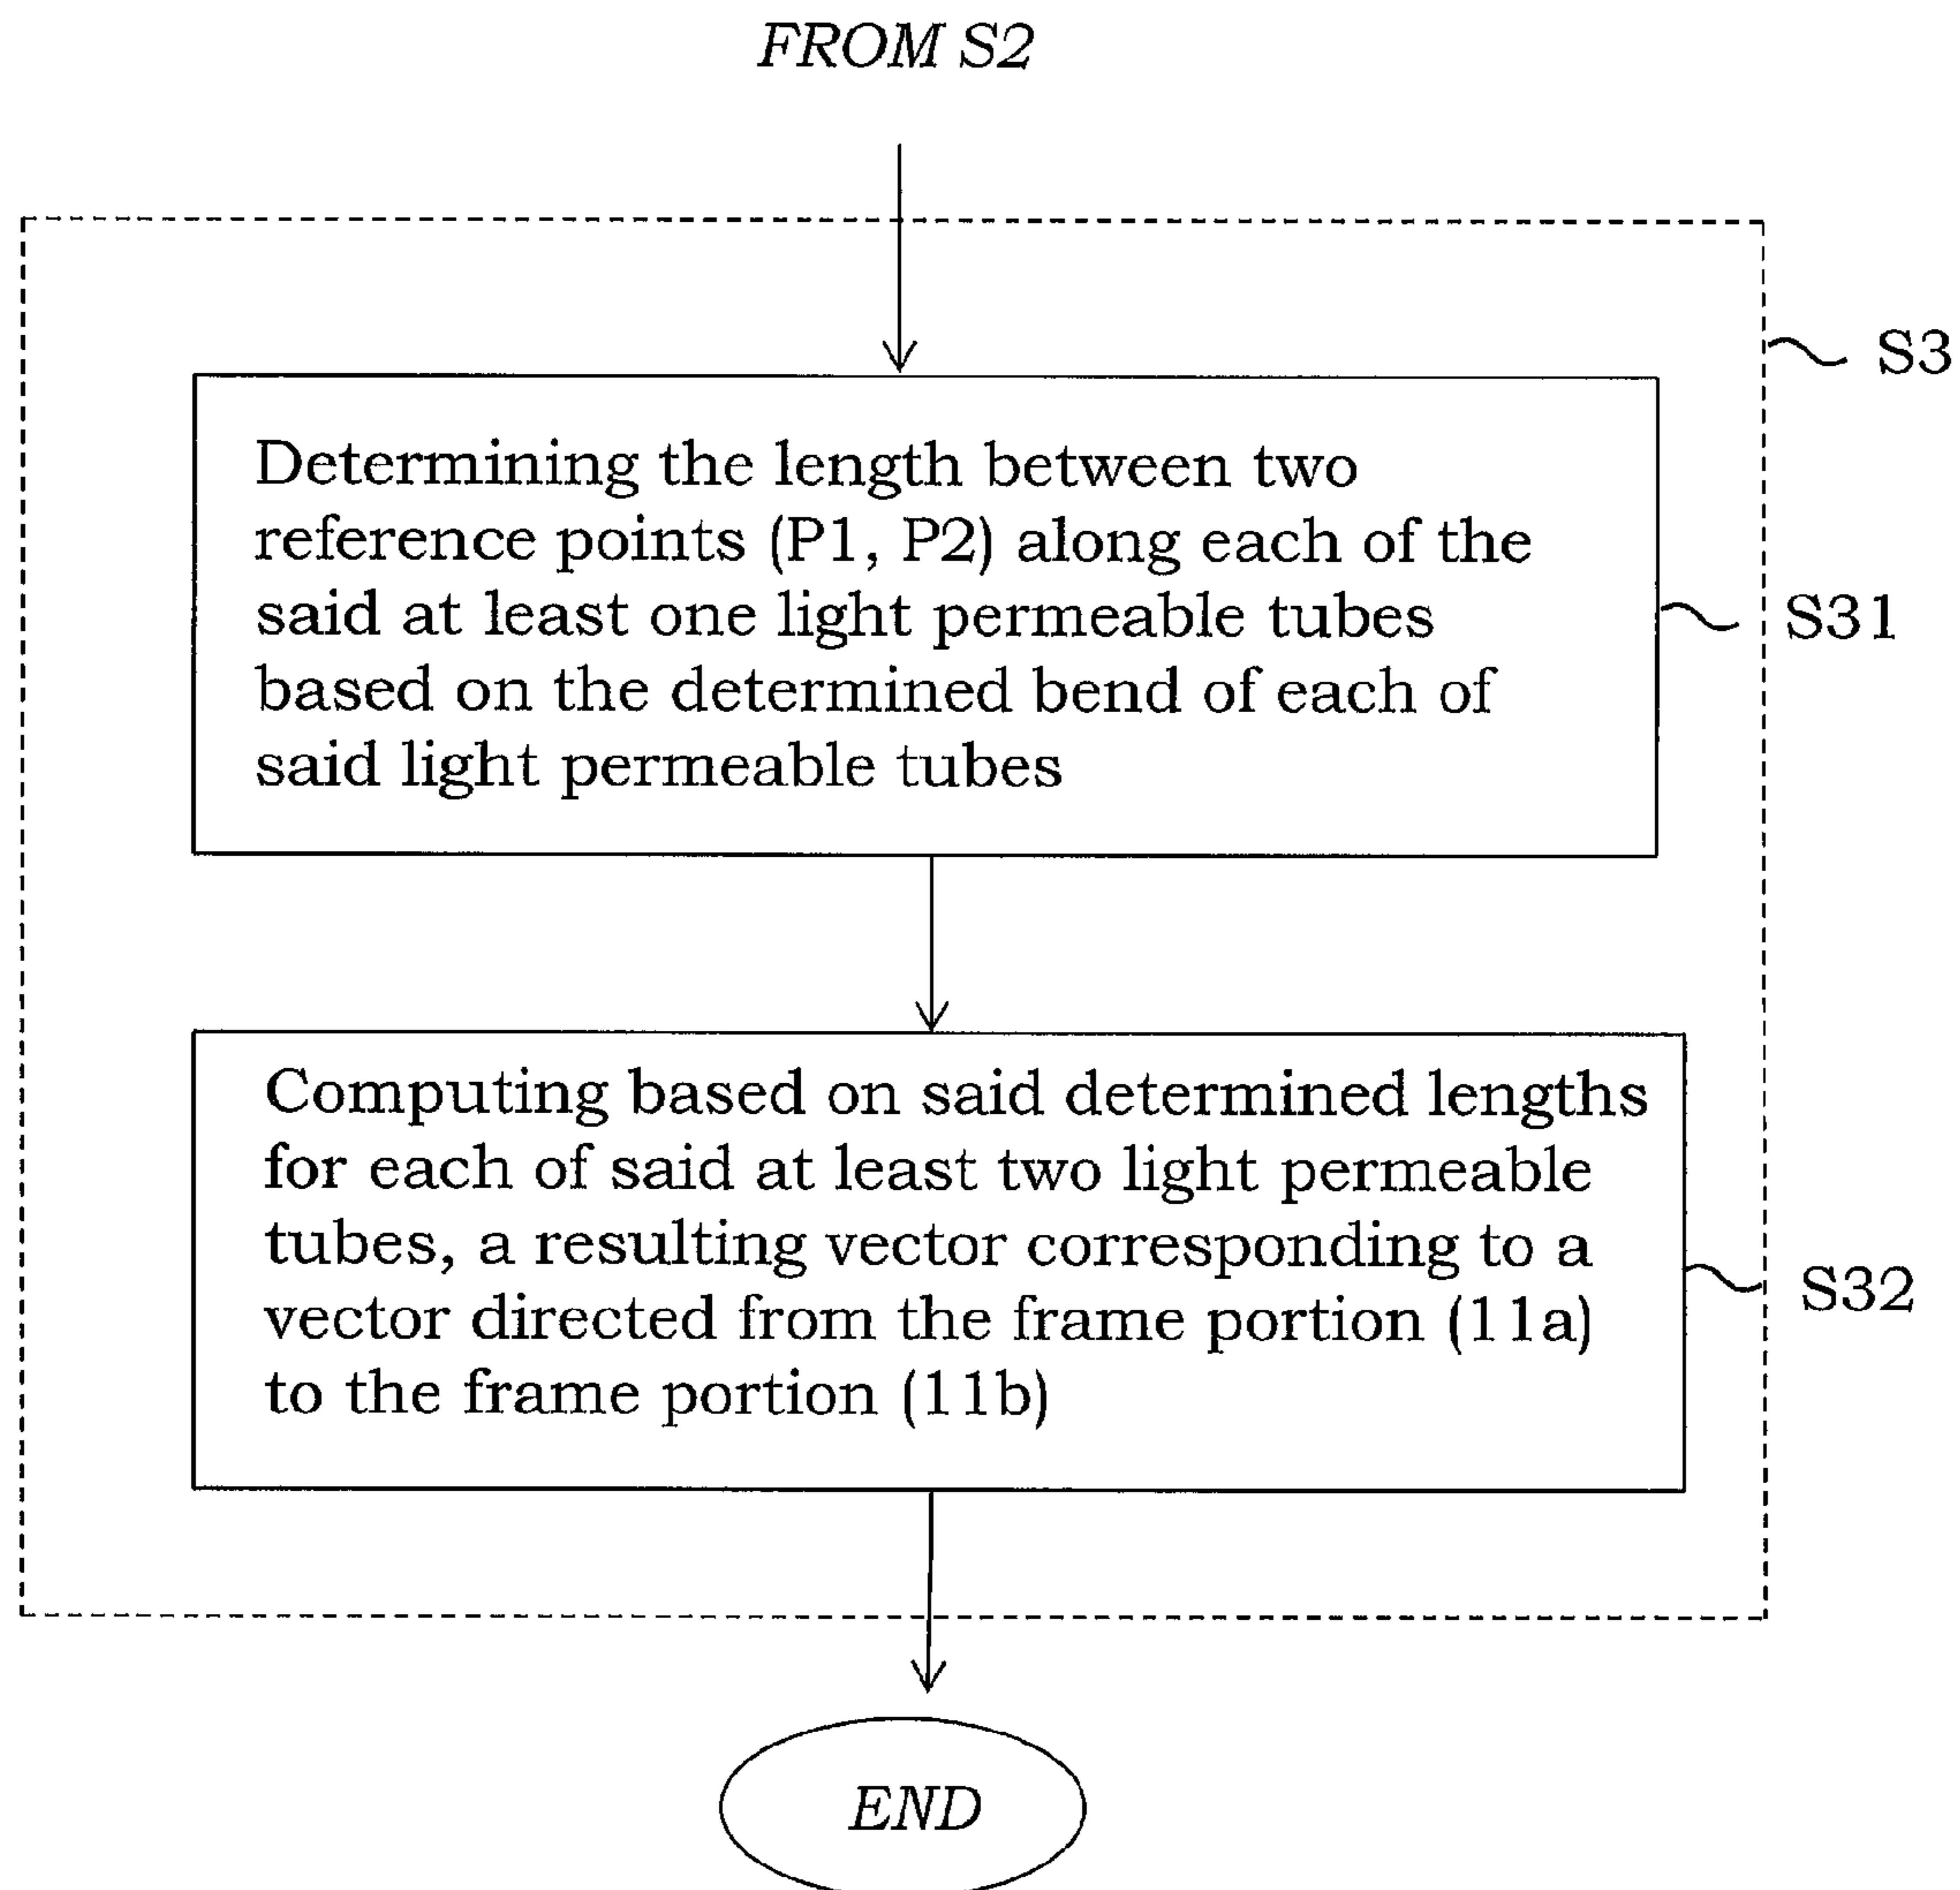 FROM S2
S3
Determining the length between two
reference points (P1, P2) along each of the
said at least one light permeable tubes
based on the determined bend of each of
said light permeable tubes
S31
Computing based on said determined lengths
for each of said at least two light permeable
tubes, a resulting vector corresponding to a
vector directed from the frame portion (11a)
to the frame portion (11b)
S32
END